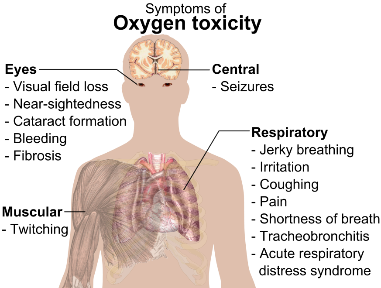 Symptoms of
Oxygen toxicity
Eyes
- Visual field loss
- Near-sightedness
- Cataract formation
- Bleeding
- Fibrosis
Central
- Seizures
Respiratory
- Jerky breathing
- Irritation
- Coughing
- Pain
- Shortness of breath
- Tracheobronchitis
- Acute respiratory
distress syndrome
Muscular
- Twitching